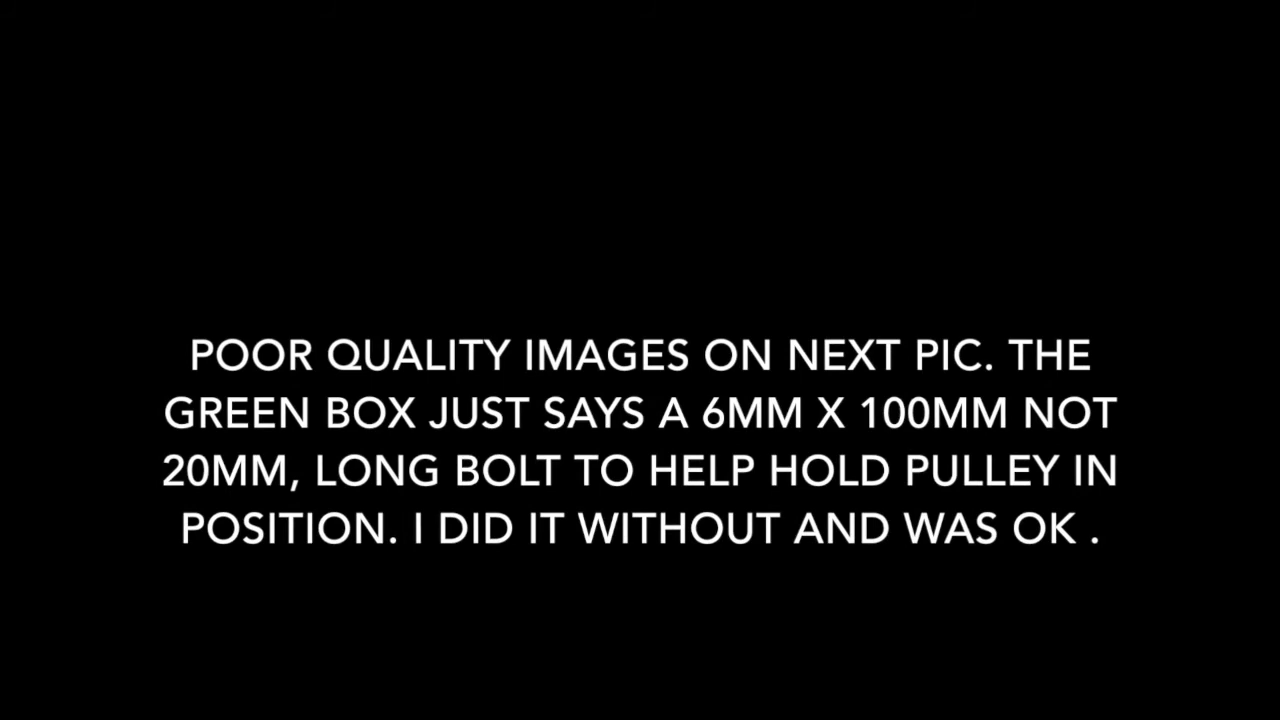 POOR QUALITY IMAGES ON NEXT PIC. THE
GREEN BOX JUST SAYS A 6MM X 100MM NOT
20MM, LONG BOLT TO HELP HOLD PULLEY IN
POSITION. I DID IT WITHOUT AND WAS OK .